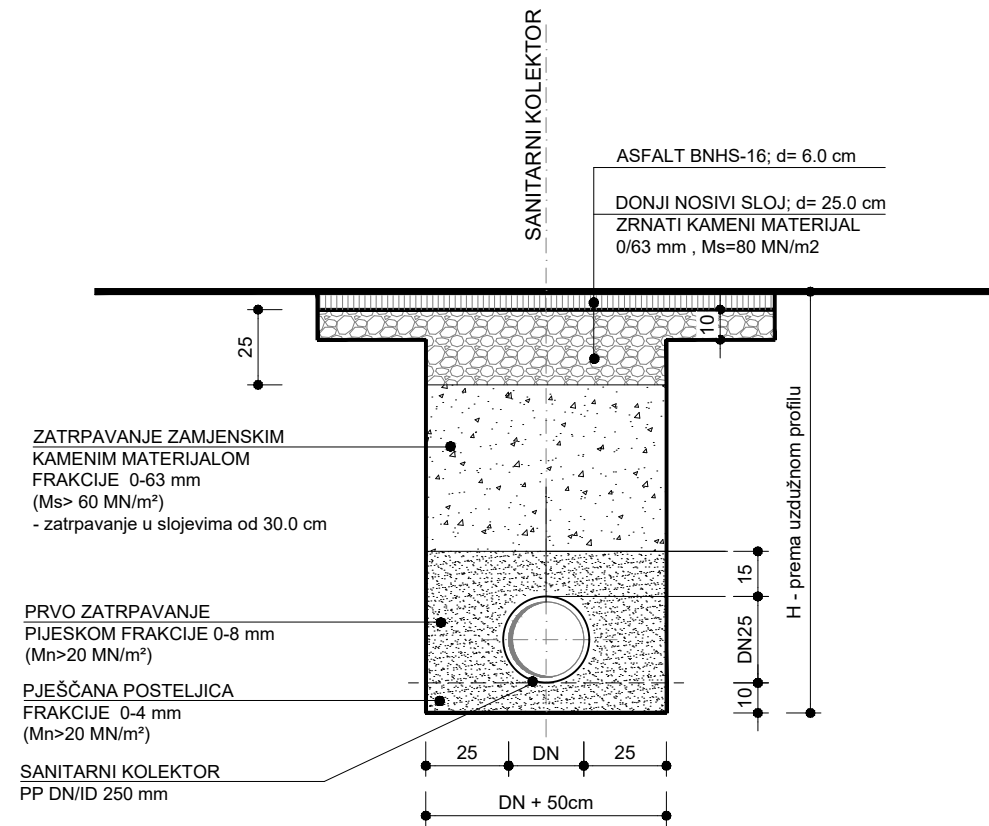 SANITARNI KOLEKTOR
ASFALT BNHS-16; d= 6.0 cm
DONJI NOSIVI SLOJ; d= 25.0 cm
ZRNATI KAMENI MATERIJAL
0/63 mm , Ms=80 MN/m2
25
10
ZATRPAVANJE ZAMJENSKIM
KAMENIM MATERIJALOM
FRAKCIJE 0-63 mm
(Ms> 60 MN/m²)
- zatrpavanje u slojevima od 30.0 cm
H - prema uzdužnom profilu
15
DN25
10
PRVO ZATRPAVANJE
PIJESKOM FRAKCIJE 0-8 mm
(Mn>20 MN/m²)
PJEŠČANA POSTELJICA
FRAKCIJE 0-4 mm
(Mn>20 MN/m²)
SANITARNI KOLEKTOR
PP DN/ID 250 mm
25 DN 25
DN + 50cm